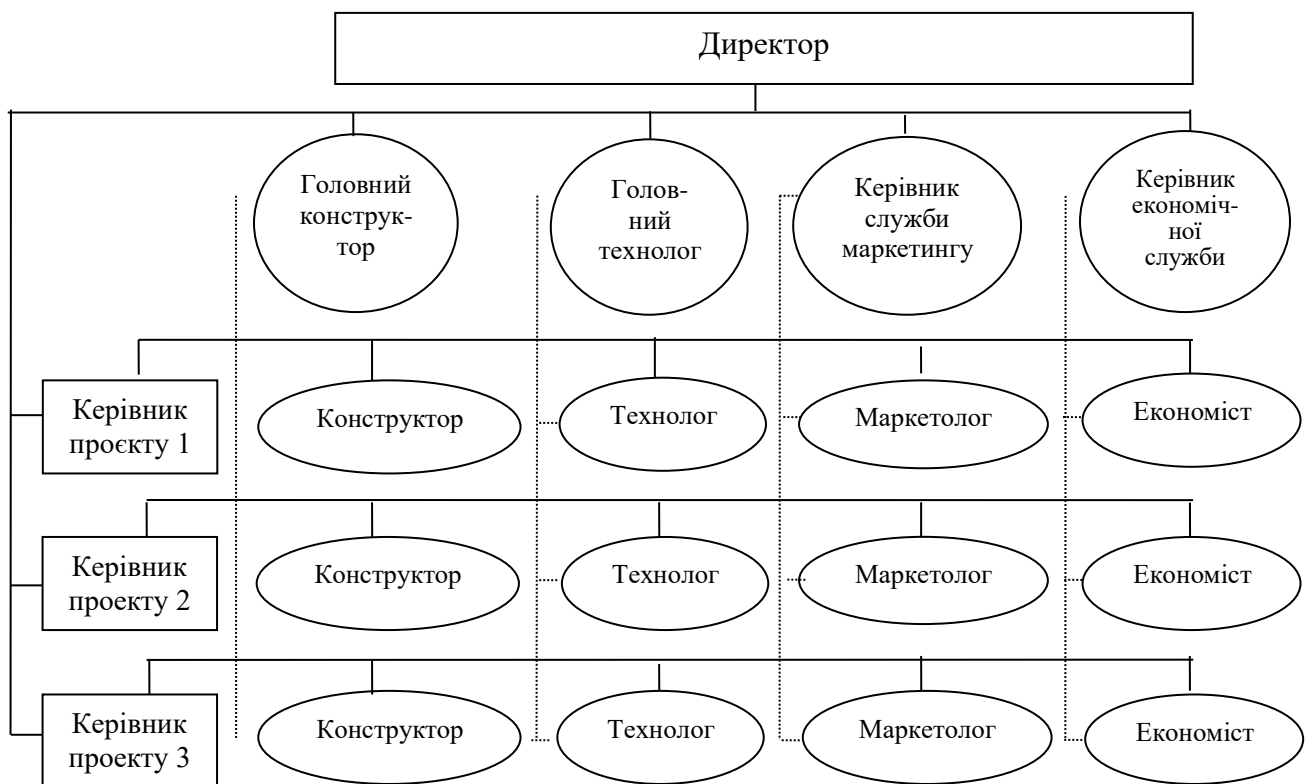 Директор
Головний
конструк-
тор
Голов-
ний
технолог
Керівник
служби
маркетингу
Керівник
економіч-
ної
служби
Керівник
проєкту 1
Конструктор
Технолог
Маркетолог
Економіст
Керівник
проекту 2
Конструктор
Технолог
Маркетолог
Економіст
Керівник
проекту 3
Конструктор
Технолог
Маркетолог
Економіст